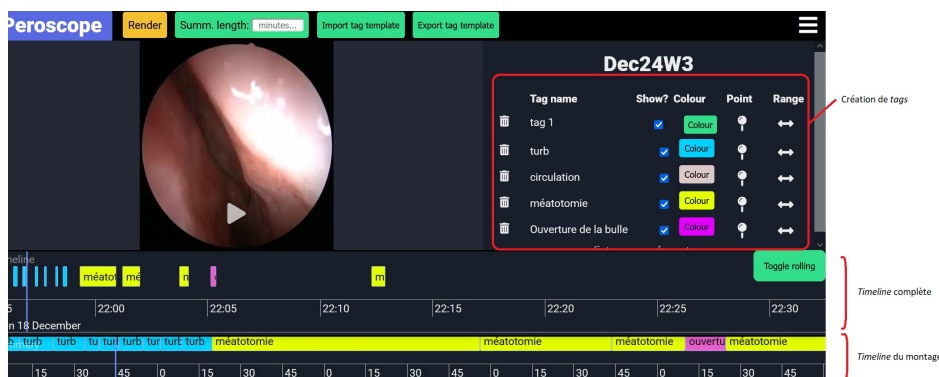 Peroscope Render Summ. length: minutes... Import tag template Export tag template
Dec24W3
Tag name Show? Colour Point Range
Création de tags
tag 1 Colour
turb Colour
circulation Colour
méatotomie Colour
Ouverture de la bulle Colour
Toggle rolling
méatot mé m
Timeline complète
22:00 22:05 22:10 22:15 22:20 22:25 22:30
18 December
turb turb tu turb turb tur turb turb méatotomie méatotomie méatotomie ouvertu méatotomie
Timeline du montage
15 30 45 0 15 30 45 0 15 30 45 0 15 30 45